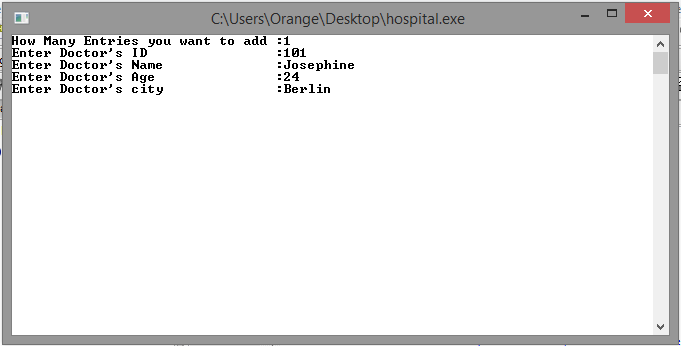 C:\Users\Orange\Desktop\hospital.exe
How Many Entries you want to add :1
Enter Doctor's ID :101
Enter Doctor's Name :Josephine
Enter Doctor's Age :24
Enter Doctor's city :Berlin